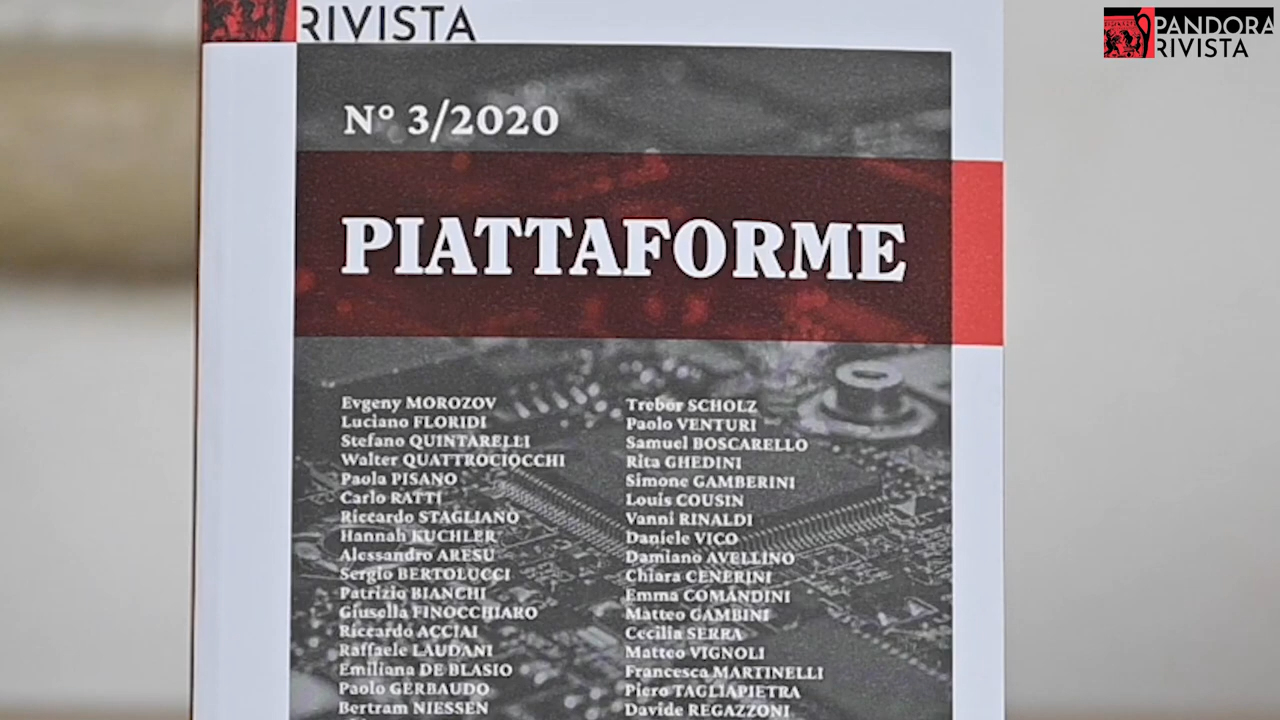 RIVISTA
PANDORA
RIVISTA
N° 3/2020
PIATTAFORME
Evgeny MOROZOV
Luciano FLORIDI
Stefano QUINTARELLI
Walter QUATTROCIOCCHI
Paola PISANO
Carlo RATTI
Riccardo STAGLIANO
Hannah KUCHLER
Alessandro ARESU
Sergio BERTOLUCCI
Patrizio BIANCHI
Giusella FINOCCHIARO
Riccardo ACCIAI
Raffaele LAUDANI
Emiliana DE BLASIO
Paolo GERBAUDO
Bertram NIESSEN
Trebor SCHOLZ
Paolo VENTURI
Samuel BOSCARELLO
Rita GHEDINI
Simone GAMBERINI
Louis COUSIN
Vanni RINALDI
Daniele VICO
Damiano AVELLINO
Chiara CENERINI
Emma COMANDINI
Matteo GAMBINI
Cecilia SERRA
Matteo VIGNOLI
Francesca MARTINELLI
Piero TAGLIAPIETRA
Davide REGAZZONI